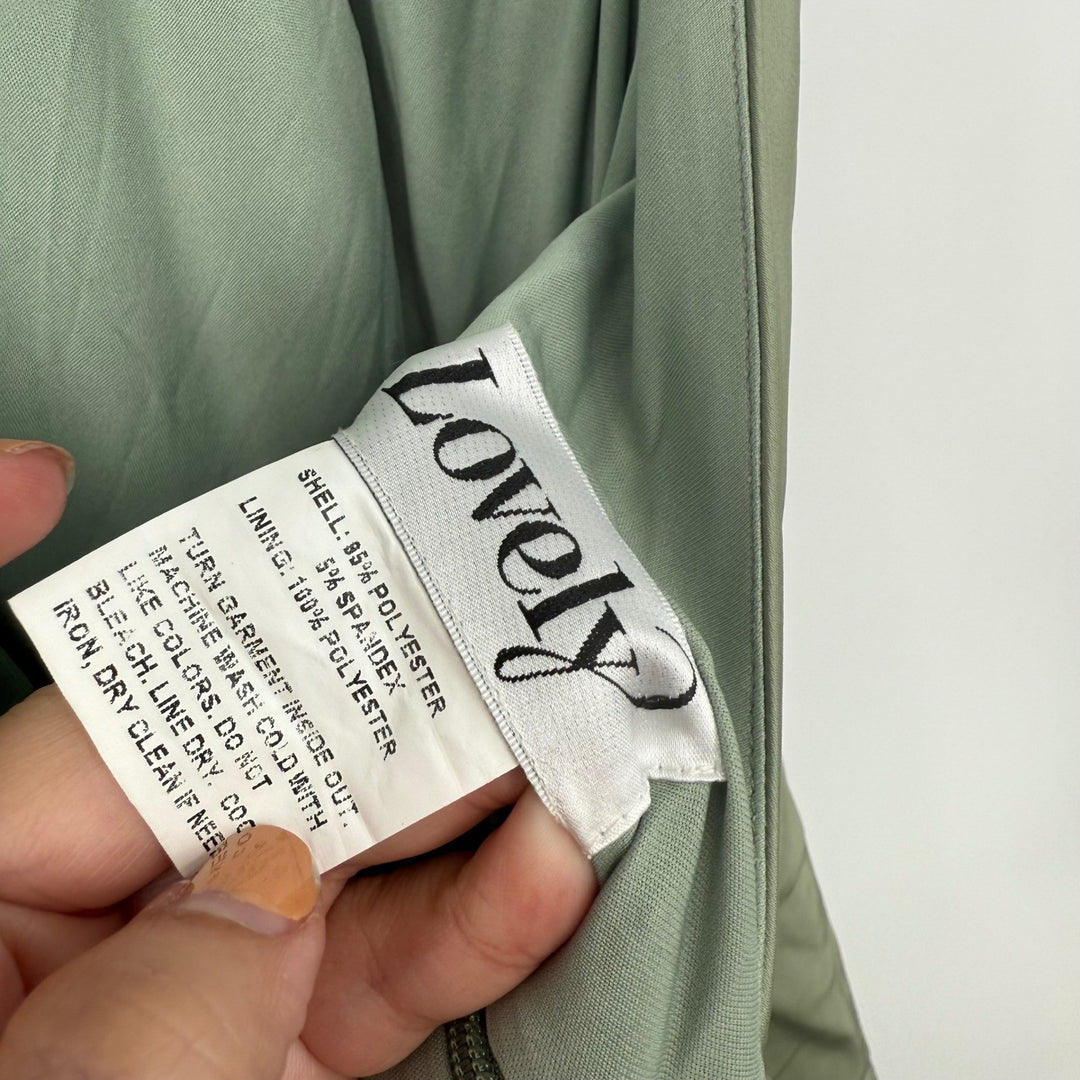 Lovely
SHELL: 95% POLYESTER
5% SPANDEX
LINING: 100% POLYESTER
TURN GARMENT INSIDE OUT.
MACHINE WASH COLD WITH
LIKE COLORS. DO NOT
BLEACH. LINE DRY.
IRON, DRY CLEAN IF